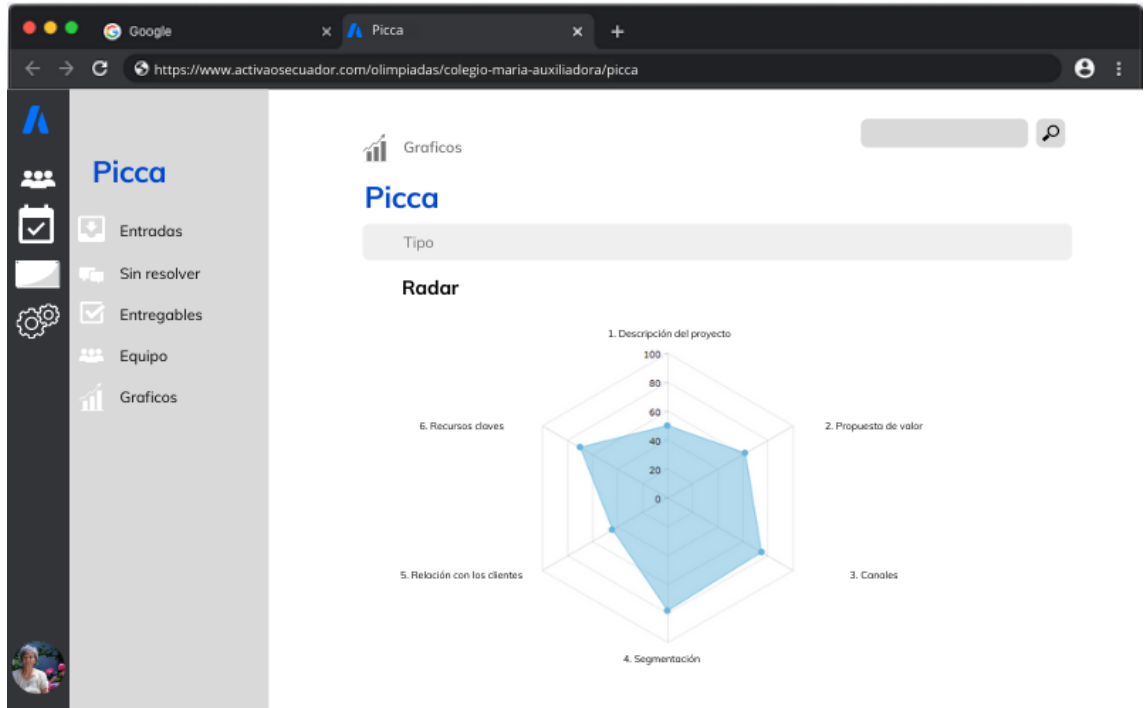 Google
Picca
https://www.activaosecuador.com/olimpiadas/colegio-maria-auxiliadora/picca
Picca
Entradas
Sin resolver
Entregables
Equipo
Graficos
Graficos
Picca
Tipo
Radar
1. Descripción del proyecto
100
80
60
40
20
0
2. Propuesta de valor
3. Canales
4. Segmentación
5. Relación con los clientes
6. Recursos claves